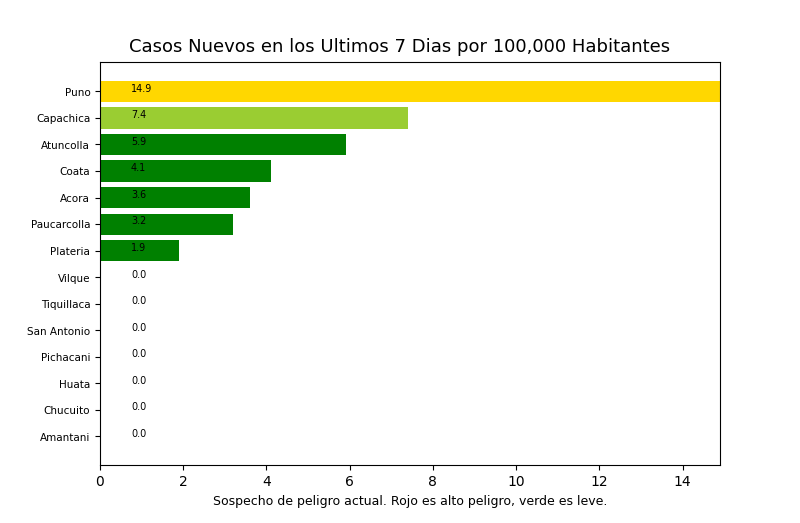 Casos Nuevos en los Ultimos 7 Dias por 100,000 Habitantes
Puno 14.9
Capachica 7.4
Atuncolla 5.9
Coata 4.1
Acora 3.6
Paucarcolla 3.2
Plateria 1.9
Vilque 0.0
Tiquillaca 0.0
San Antonio 0.0
Pichacani 0.0
Huata 0.0
Chucuito 0.0
Amantani 0.0
0 2 4 6 8 10 12 14
Sospecho de peligro actual. Rojo es alto peligro, verde es leve.